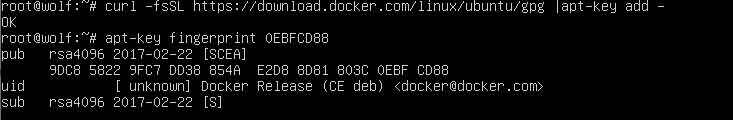 root@wolf:~# curl -fsSL https://download.docker.com/linux/ubuntu/gpg |apt-key add -
OK
root@wolf:~# apt-key fingerprint 0EBFCD88
pub   rsa4096 2017-02-22 [SCEA]
      9DC8 5822 9FC7 DD38 854A  E2D8 8D81 803C 0EBF CD88
uid           [ unknown] Docker Release (CE deb) <docker@docker.com>
sub   rsa4096 2017-02-22 [S]